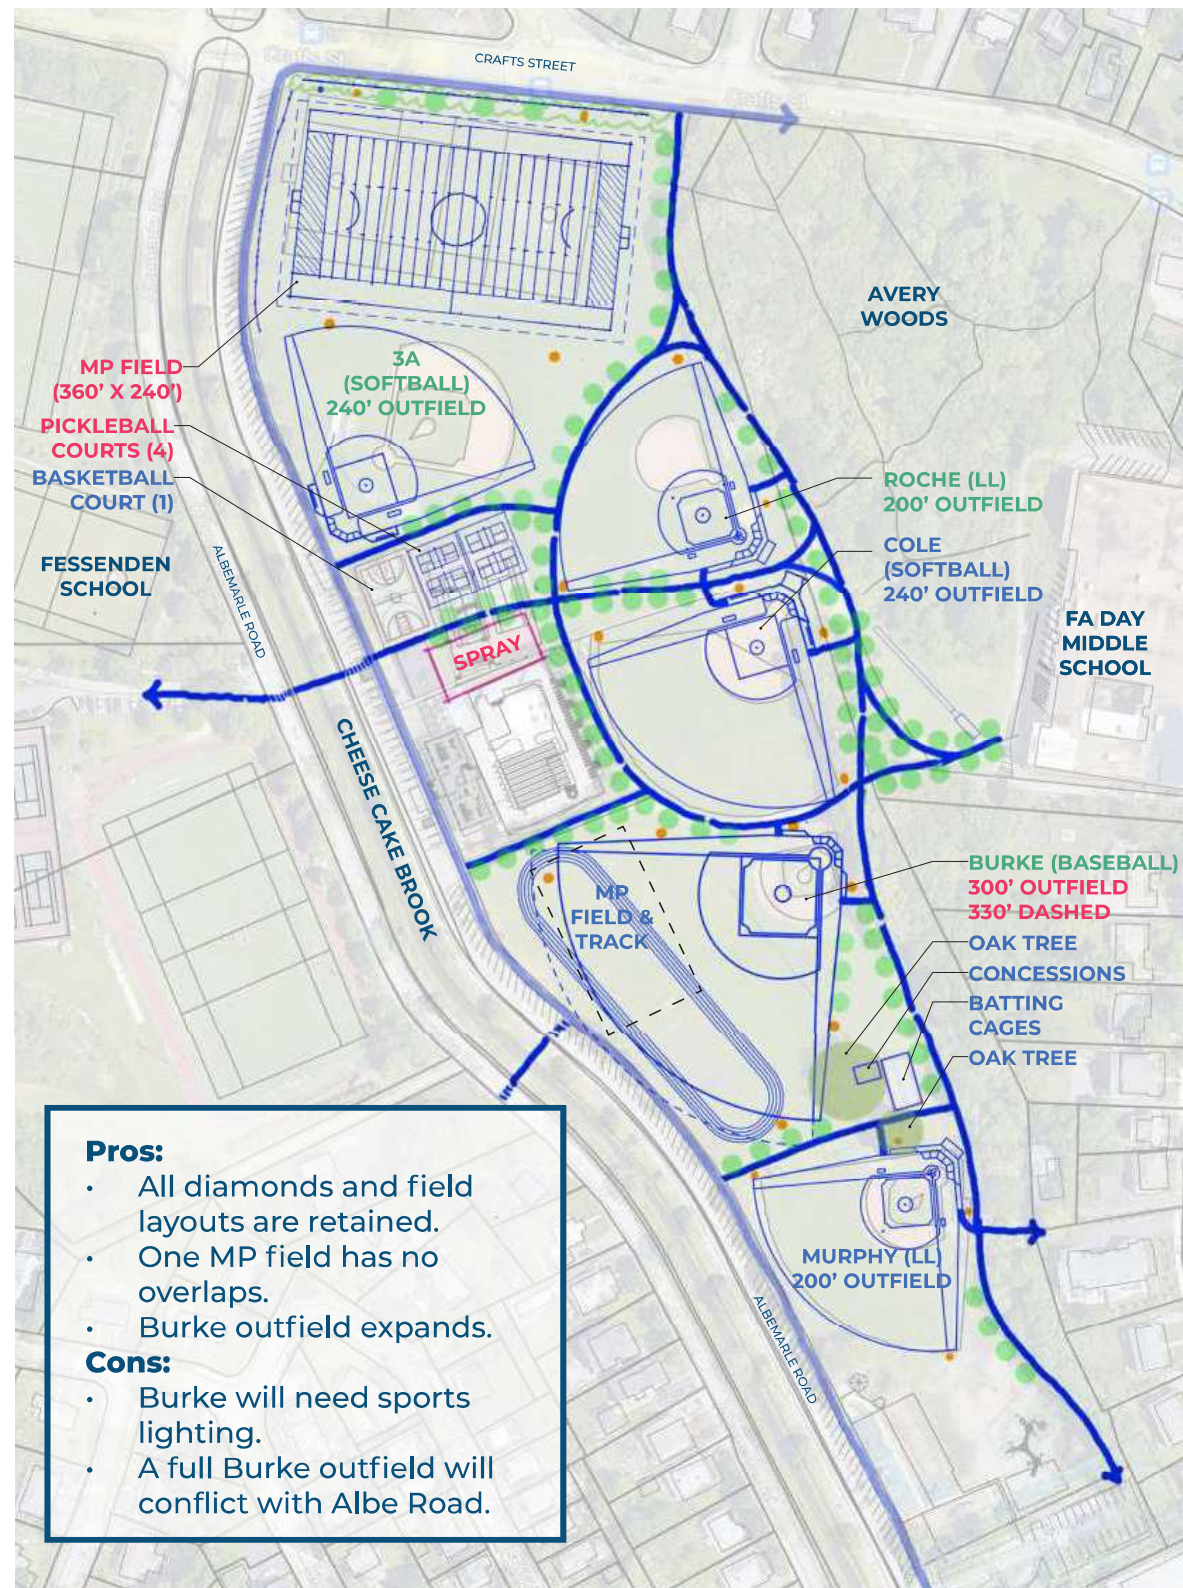 CRAFTS STREET
Crafts St
Crafts St
AVERY
WOODS
MP FIELD
(360' X 240')
3A
(SOFTBALL)
240' OUTFIELD
PICKLEBALL
COURTS (4)
BASKETBALL
COURT (1)
ROCHE (LL)
200' OUTFIELD
COLE
(SOFTBALL)
240' OUTFIELD
FESSENDEN
SCHOOL
ALBEMARLE ROAD
FA DAY
MIDDLE
SCHOOL
SPRAY
CHEESE CAKE BROOK
BURKE (BASEBALL)
300' OUTFIELD
330' DASHED
MP
FIELD &
TRACK
OAK TREE
CONCESSIONS
BATTING
CAGES
OAK TREE
MURPHY (LL)
200' OUTFIELD
ALBEMARLE ROAD
Pros:
• All diamonds and field
layouts are retained.
• One MP field has no
overlaps.
• Burke outfield expands.
Cons:
• Burke will need sports
lighting.
• A full Burke outfield will
conflict with Albe Road.